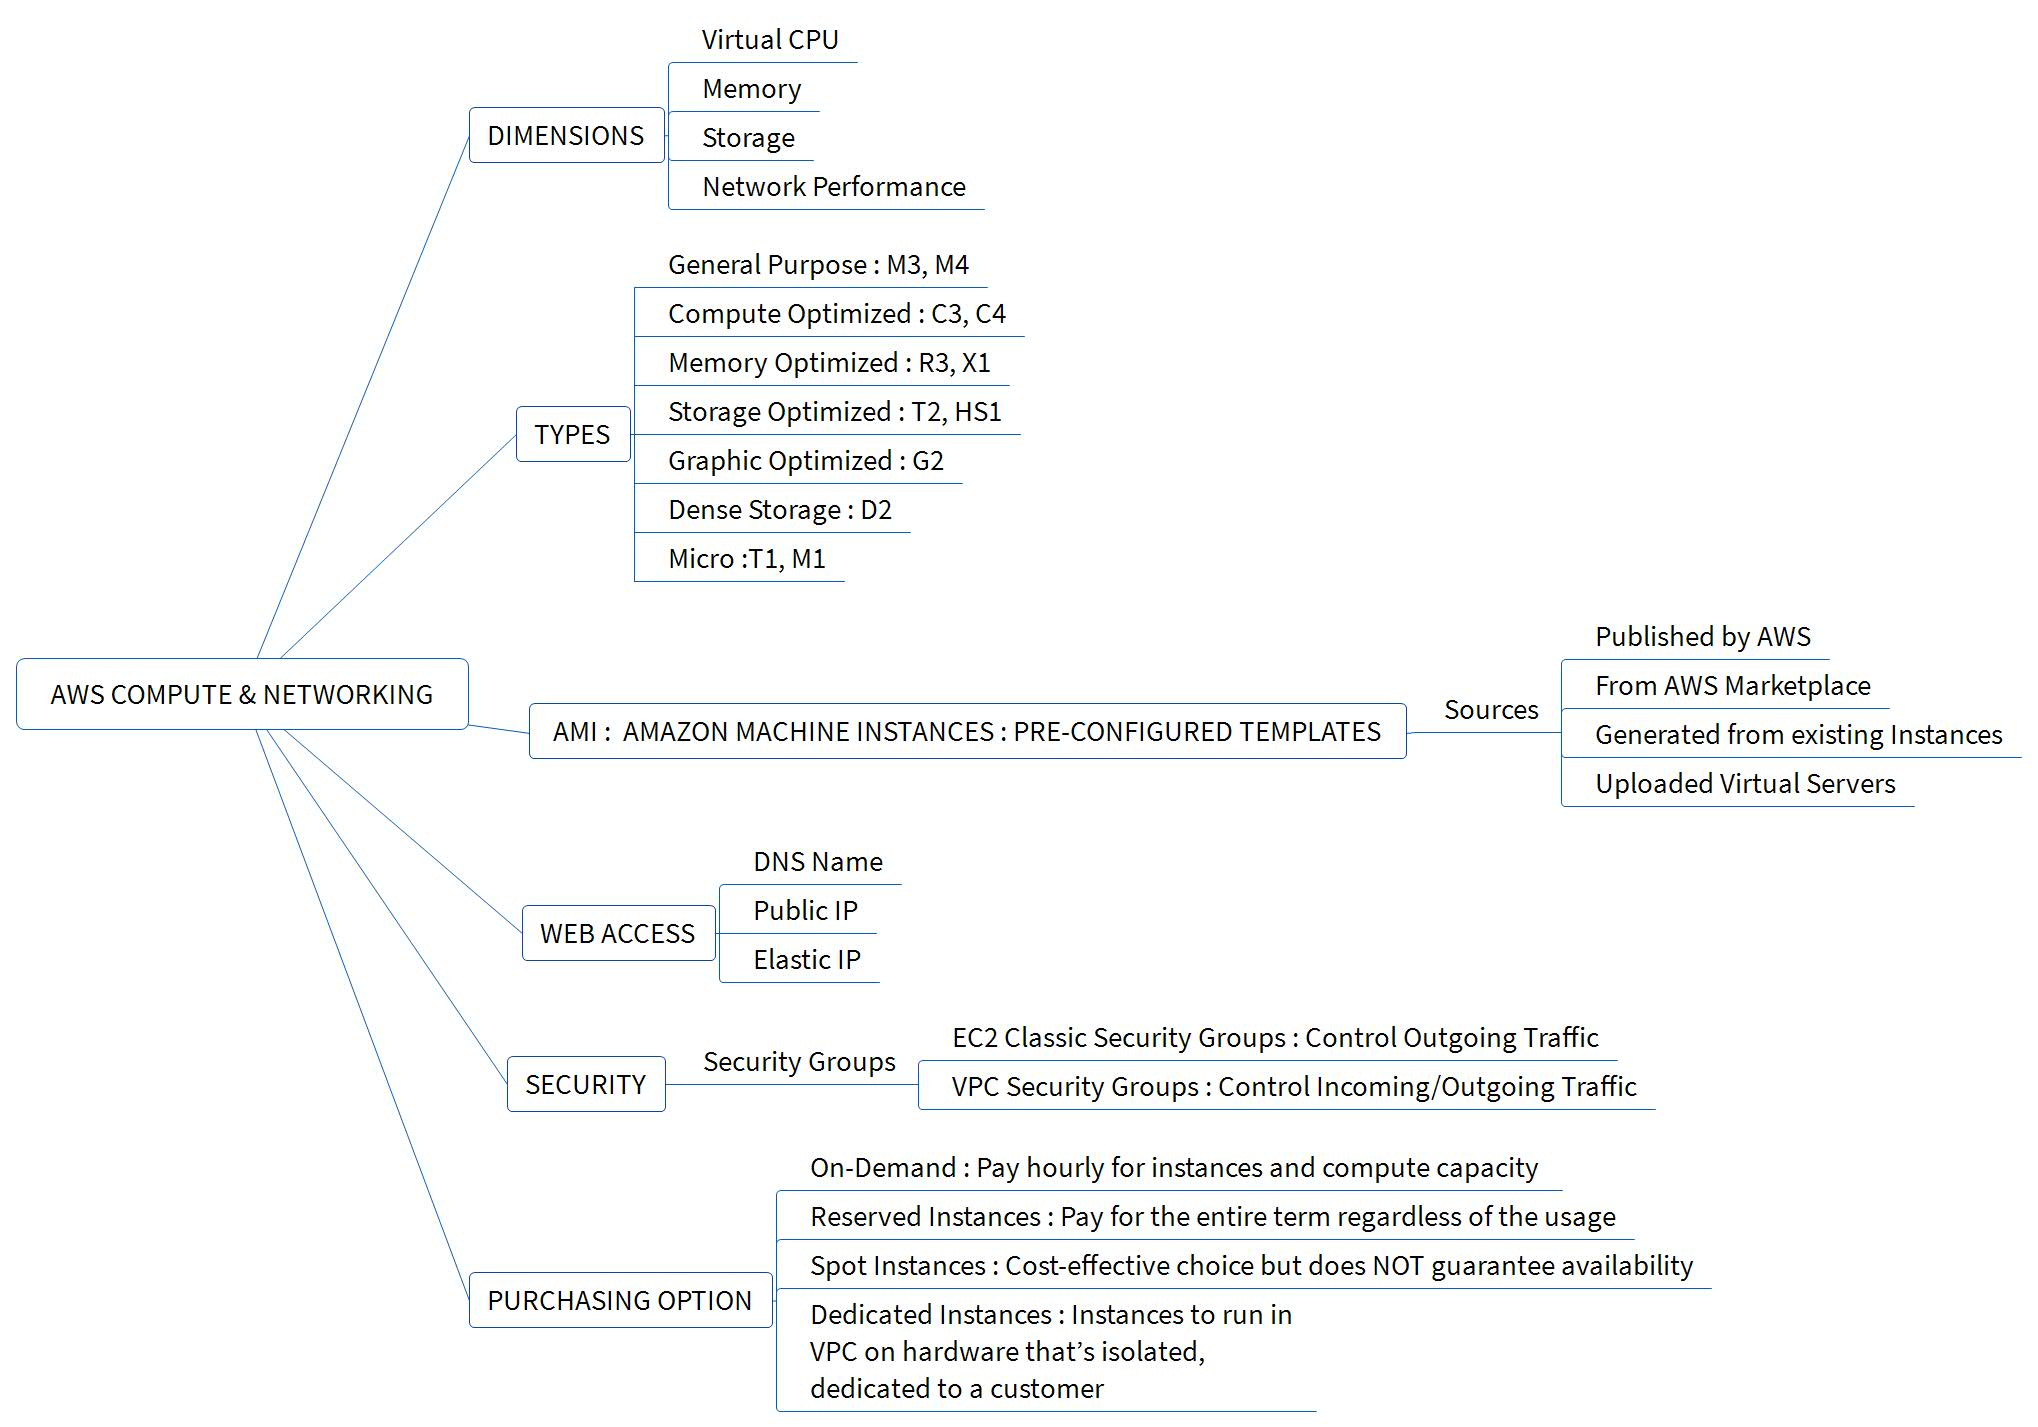 Virtual CPU
Memory
DIMENSIONS
Storage
Network Performance
General Purpose : M3, M4
Compute Optimized : C3, C4
Memory Optimized : R3, X1
Storage Optimized : T2, HS1
TYPES
Graphic Optimized : G2
Dense Storage : D2
Micro :T1, M1
AWS COMPUTE & NETWORKING
AMI :  AMAZON MACHINE INSTANCES : PRE-CONFIGURED TEMPLATES
Sources
Published by AWS
From AWS Marketplace
Generated from existing Instances
Uploaded Virtual Servers
DNS Name
Public IP
WEB ACCESS
Elastic IP
SECURITY
Security Groups
EC2 Classic Security Groups : Control Outgoing Traffic
VPC Security Groups : Control Incoming/Outgoing Traffic
PURCHASING OPTION
On-Demand : Pay hourly for instances and compute capacity
Reserved Instances : Pay for the entire term regardless of the usage
Spot Instances : Cost-effective choice but does NOT guarantee availability
Dedicated Instances : Instances to run in
VPC on hardware that’s isolated,
dedicated to a customer